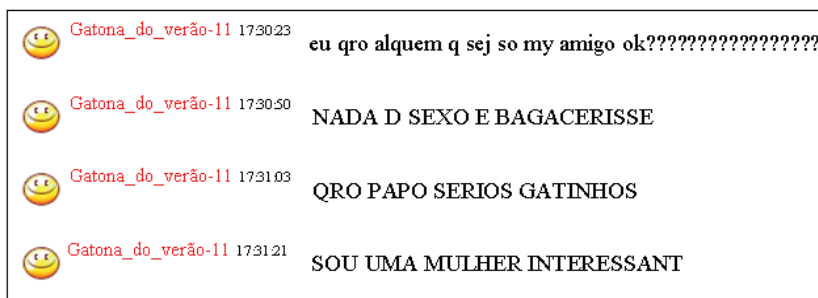 Gatona_do_verão-11 17:30:23 eu qro alquem q sej so my amigo ok?????????????????
Gatona_do_verão-11 17:30:50 NADA D SEXO E BAGACERISSE
Gatona_do_verão-11 17:31:03 QRO PAPO SERIOS GATINHOS
Gatona_do_verão-11 17:31:21 SOU UMA MULHER INTERESSANT